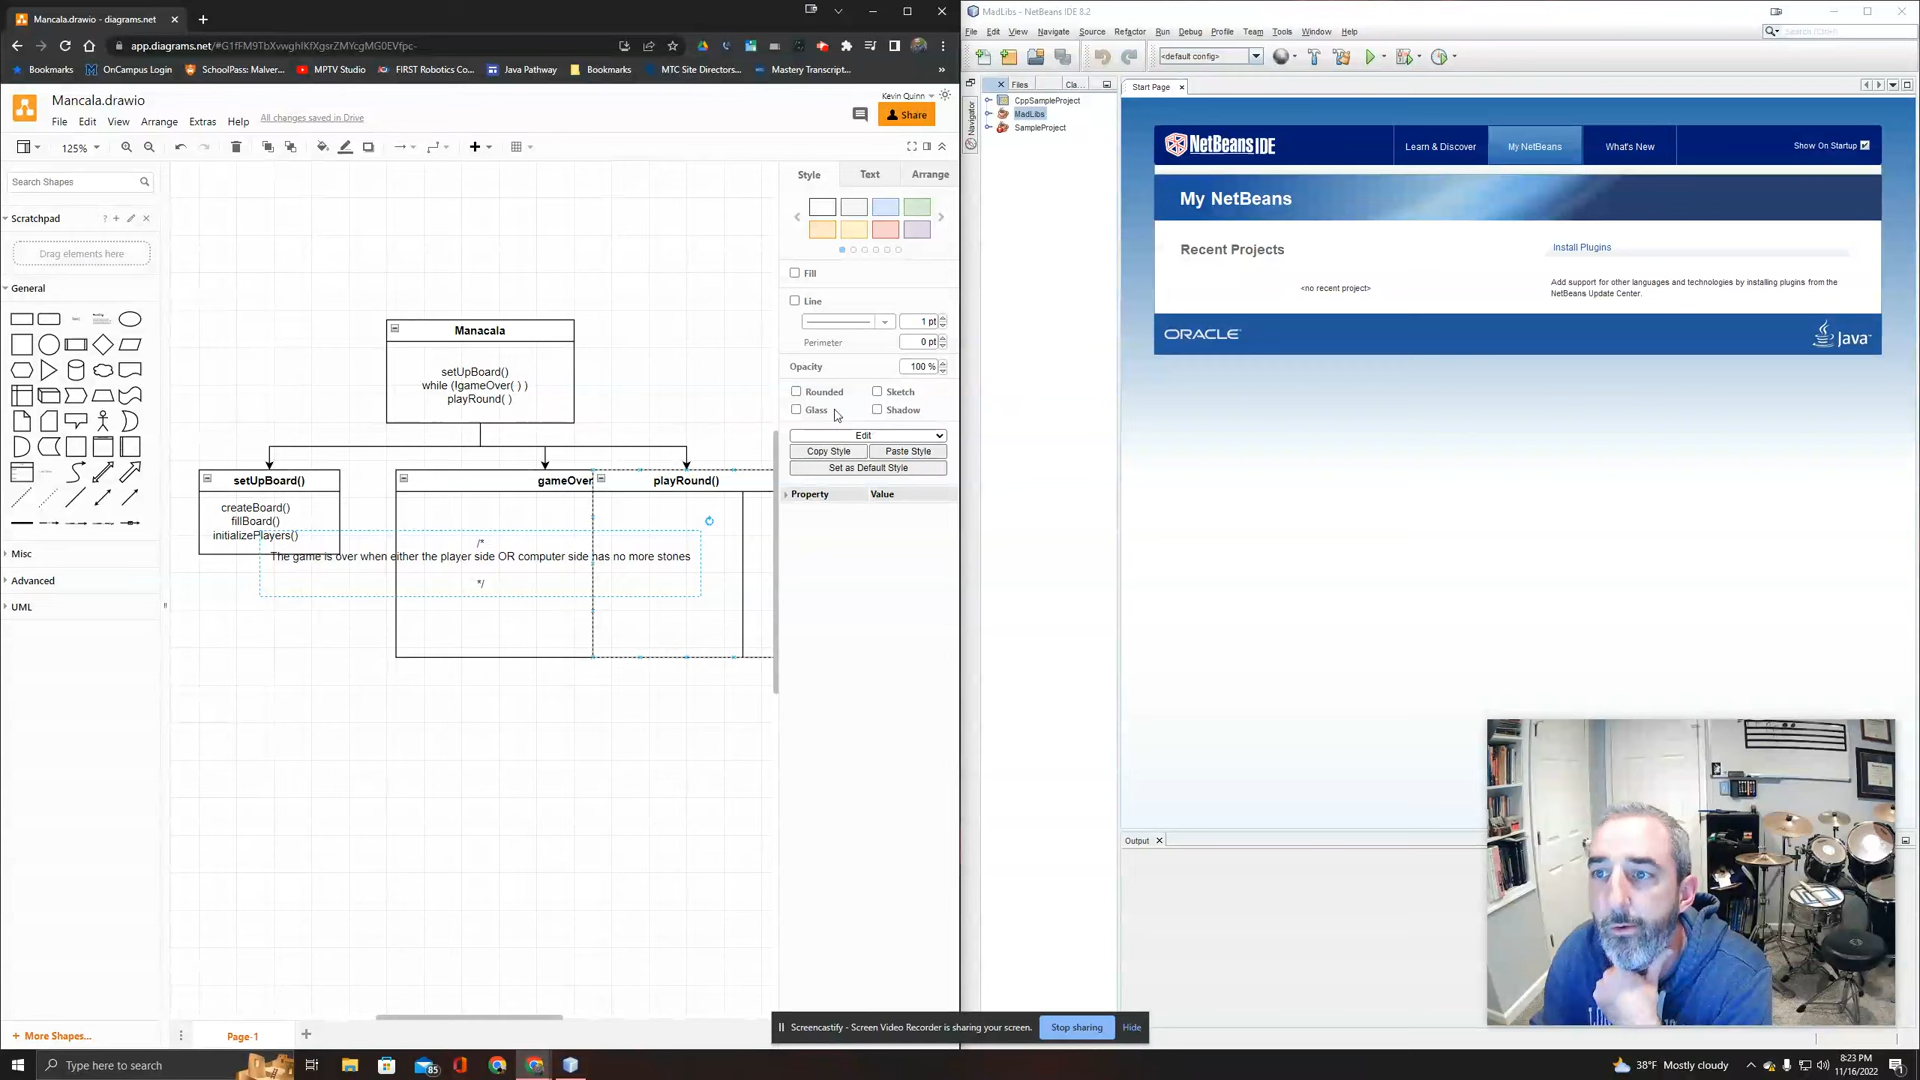 Mancala.drawio - diagrams.net
app.diagrams.net/#G1fFM9TbXvwghIKfXgsrZMYcgMG0EVfpc-
Bookmarks
OnCampus Login
SchoolPass: Malver...
MPTV Studio
FIRST Robotics Co...
Java Pathway
Bookmarks
MTC Site Directors...
Mastery Transcript...
Mancala.drawio
Kevin Quinn
File Edit View Arrange Extras Help
All changes saved in Drive
Share
125%
Search Shapes
Scratchpad
Drag elements here
General
Misc
Advanced
UML
Manacala
setUpBoard()
while (!gameOver( ) )
playRound( )
setUpBoard()
createBoard()
fillBoard()
initializePlayers()
gameOver
playRound()
/*
The game is over when either the player side OR computer side has no more stones
*/
Style Text Arrange
Fill
Line
1 pt
Perimeter 0 pt
Opacity 100 %
Rounded Sketch
Glass Shadow
Edit
Copy Style Paste Style
Set as Default Style
Property Value
+ More Shapes...
Page-1
MadLibs - NetBeans IDE 8.2
File Edit View Navigate Source Refactor Run Debug Profile Team Tools Window Help
<default config>
Files
Cla...
Navigator
CppSampleProject
MadLibs
SampleProject
Start Page
NetBeans IDE
Learn & Discover
My NetBeans
What's New
Show On Startup
My NetBeans
Recent Projects
<no recent project>
Install Plugins
Add support for other languages and technologies by installing plugins from the
NetBeans Update Center.
ORACLE
Java
Output
Screencastify - Screen Video Recorder is sharing your screen.
Stop sharing
Hide
Type here to search
85
38°F Mostly cloudy
8:23 PM
11/16/2022